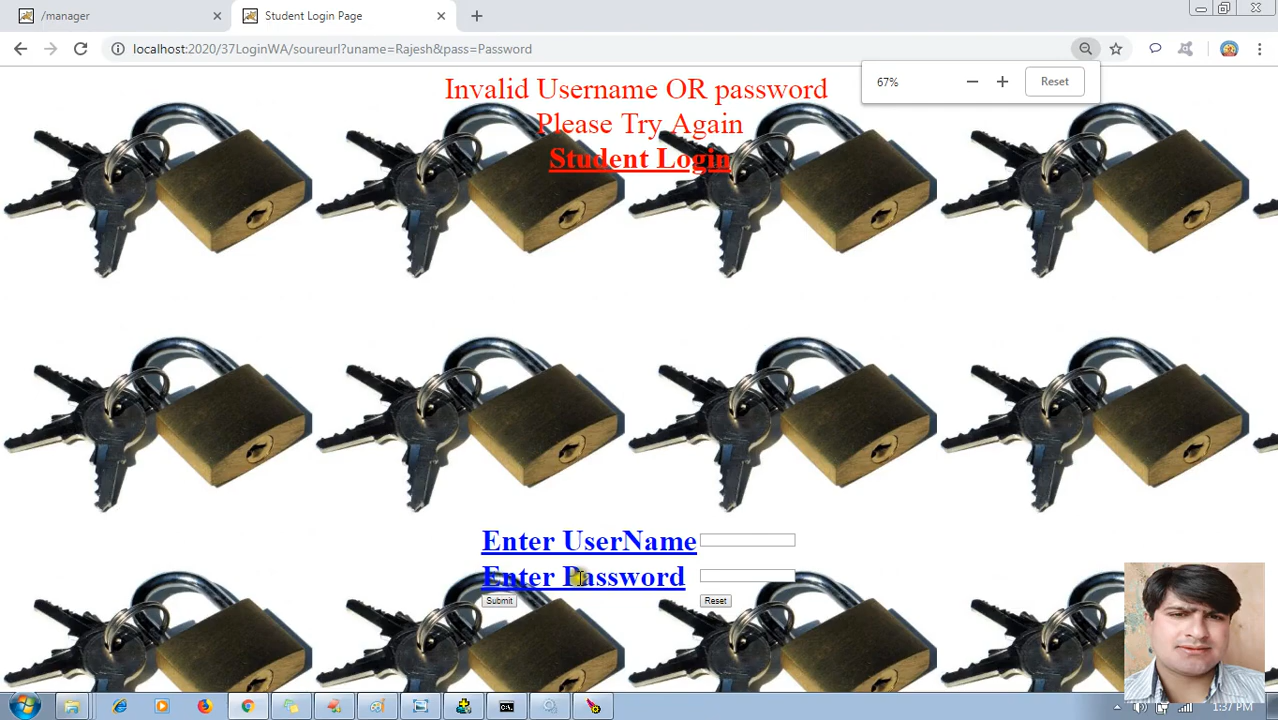 /manager
Student Login Page
localhost:2020/37LoginWA/soureurl?uname=Rajesh&pass=Password
67%
Reset
Invalid Username OR password
Please Try Again
Student Login
Enter UserName
Enter Password
Submit
Reset
1:37 PM